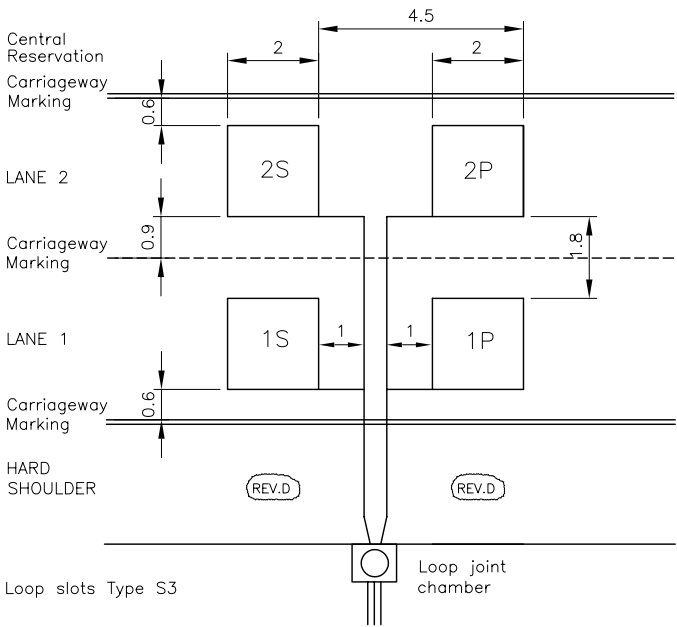 4.5
Central
Reservation
2
2
Carriageway
Marking
0.6
LANE 2
2S
2P
0.9
Carriageway
Marking
1.8
LANE 1
1S
1
1
1P
0.6
Carriageway
Marking
HARD
SHOULDER
REV.D
REV.D
Loop joint
chamber
Loop slots Type S3